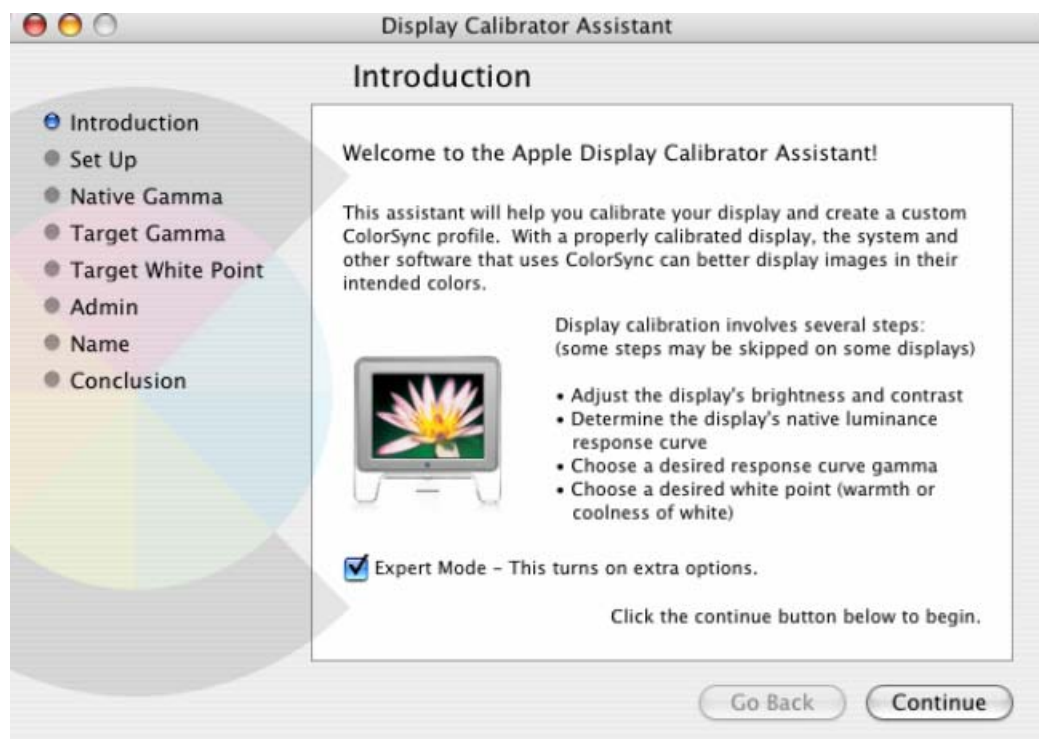 Display Calibrator Assistant
Introduction
Introduction
Set Up
Native Gamma
Target Gamma
Target White Point
Admin
Name
Conclusion
Welcome to the Apple Display Calibrator Assistant!
This assistant will help you calibrate your display and create a custom
ColorSync profile. With a properly calibrated display, the system and
other software that uses ColorSync can better display images in their
intended colors.
Display calibration involves several steps:
(some steps may be skipped on some displays)
• Adjust the display's brightness and contrast
• Determine the display's native luminance
response curve
• Choose a desired response curve gamma
• Choose a desired white point (warmth or
coolness of white)
Expert Mode – This turns on extra options.
Click the continue button below to begin.
Go Back
Continue